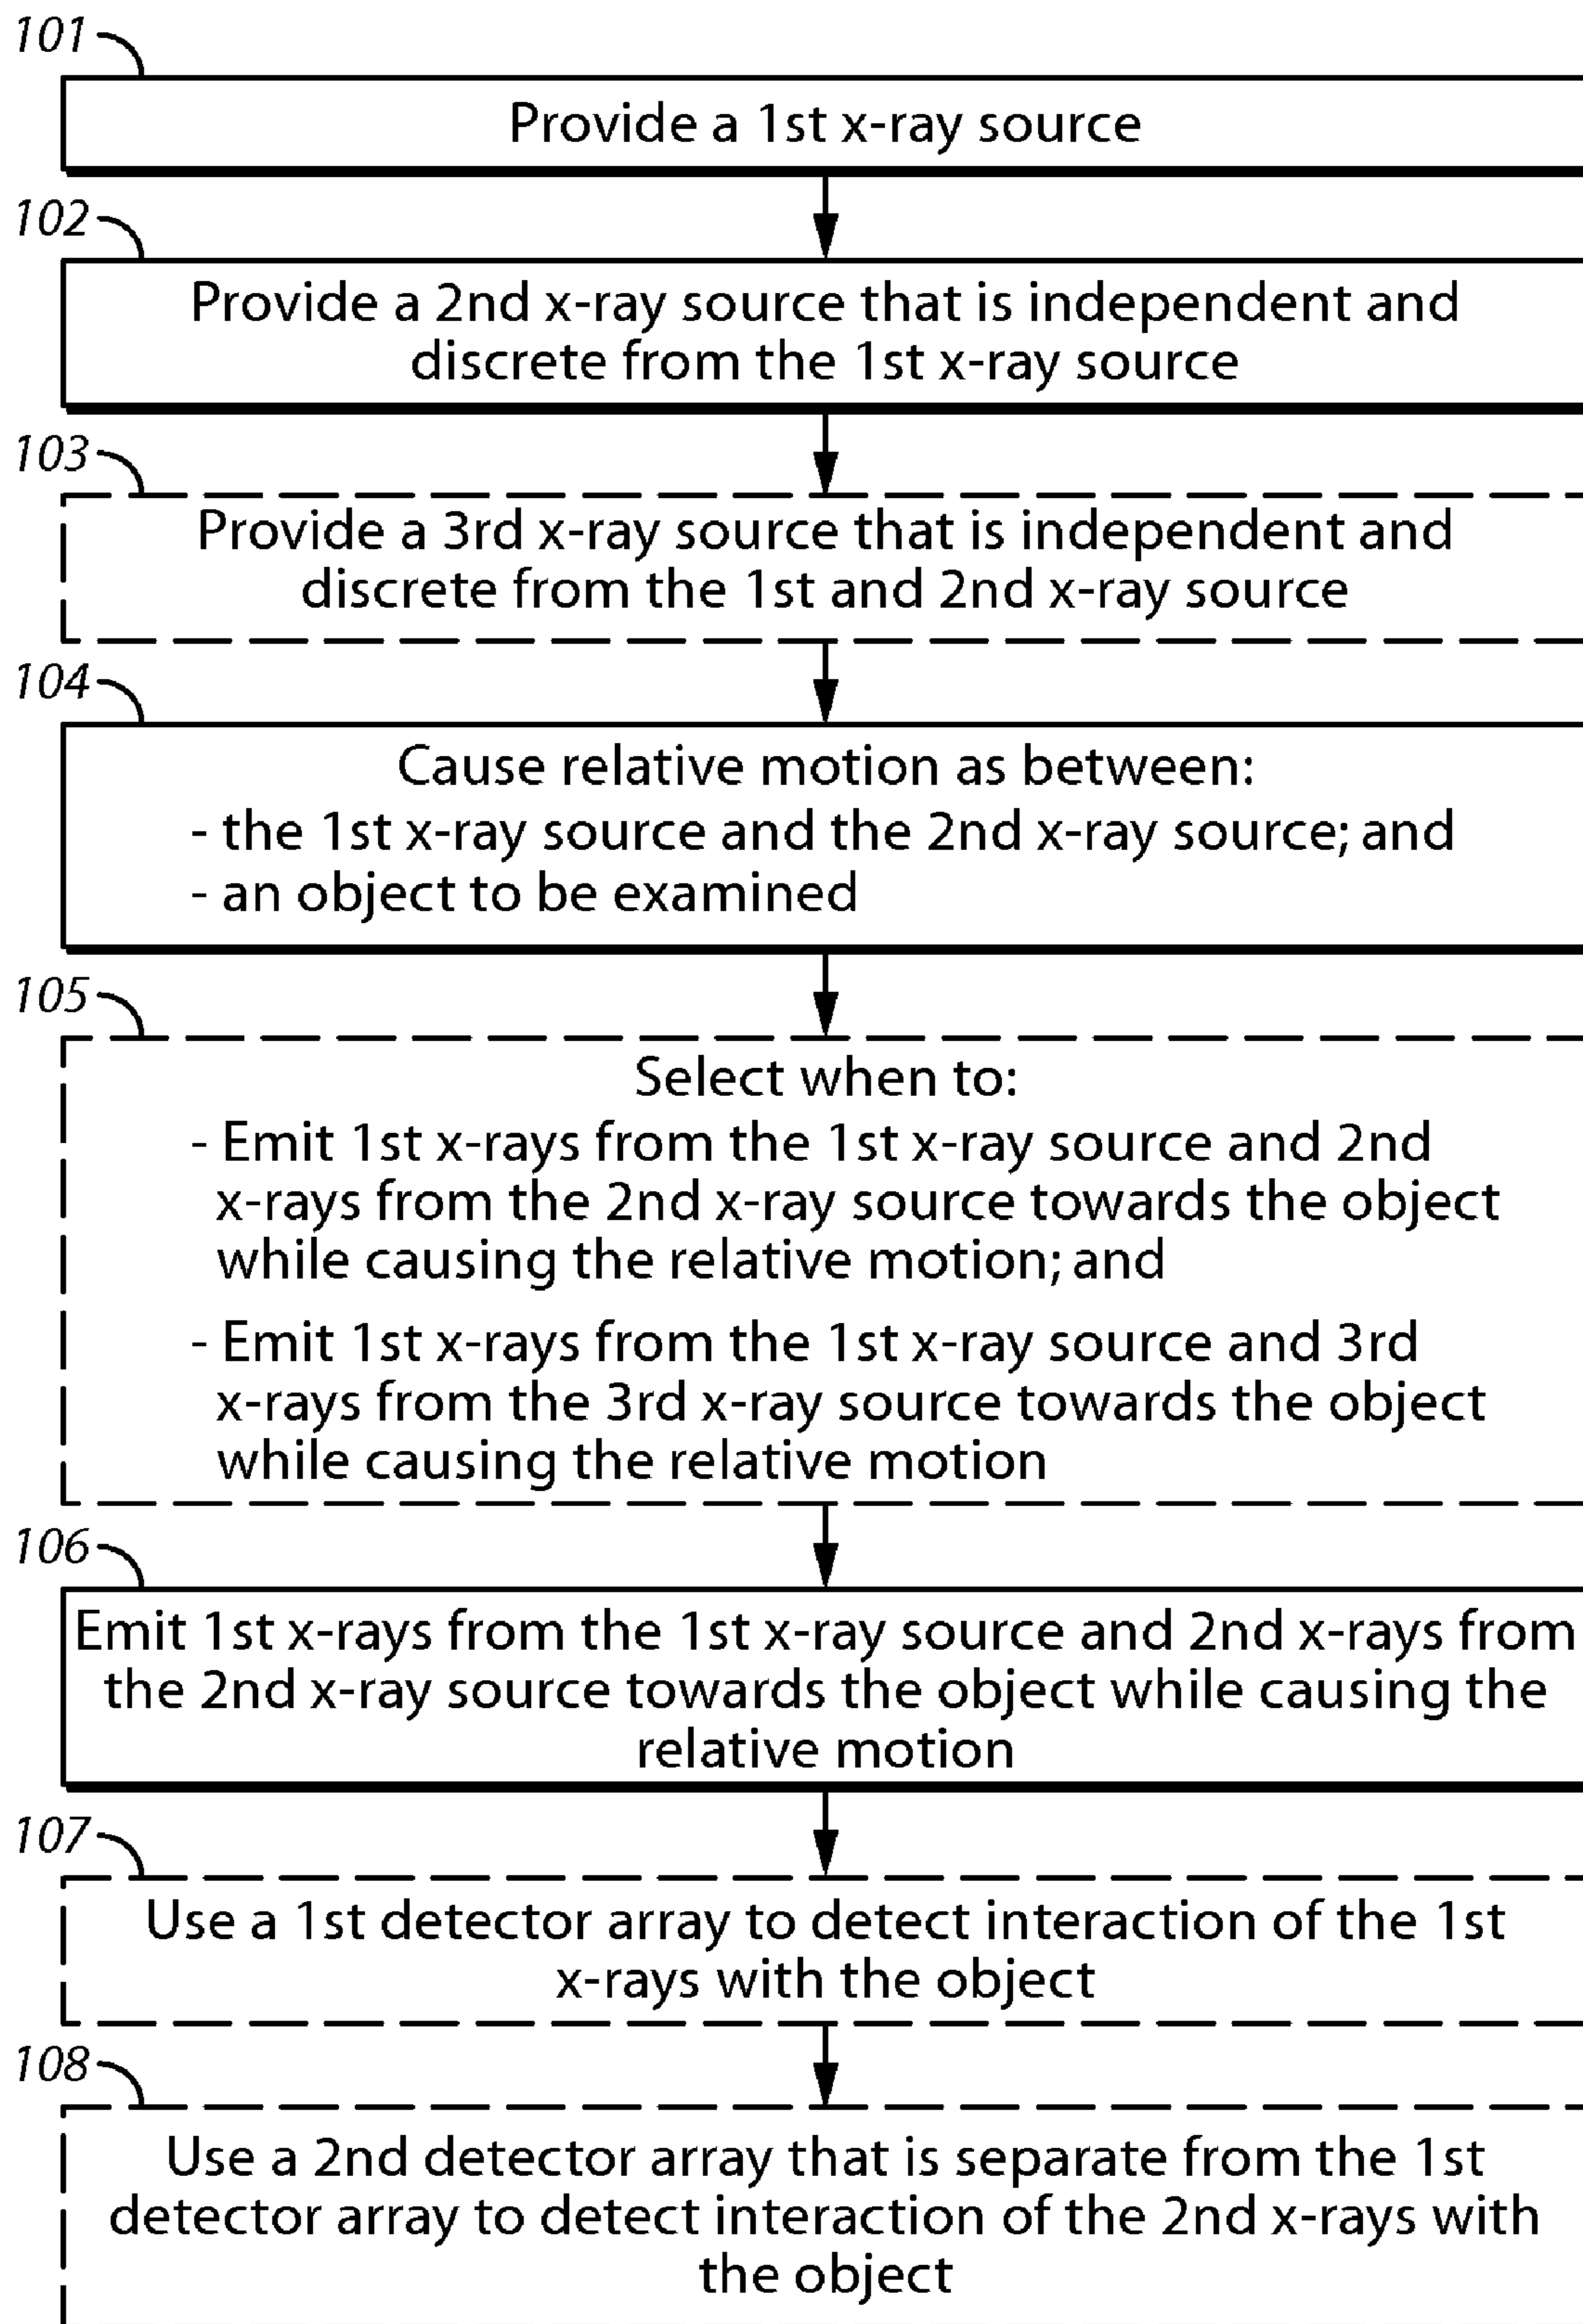 101
Provide a 1st x-ray source
102
Provide a 2nd x-ray source that is independent and
discrete from the 1st x-ray source
103
Provide a 3rd x-ray source that is independent and
discrete from the 1st and 2nd x-ray source
104
Cause relative motion as between:
- the 1st x-ray source and the 2nd x-ray source; and
- an object to be examined
105
Select when to:
- Emit 1st x-rays from the 1st x-ray source and 2nd
x-rays from the 2nd x-ray source towards the object
while causing the relative motion; and
- Emit 1st x-rays from the 1st x-ray source and 3rd
x-rays from the 3rd x-ray source towards the object
while causing the relative motion
106
Emit 1st x-rays from the 1st x-ray source and 2nd x-rays from
the 2nd x-ray source towards the object while causing the
relative motion
107
Use a 1st detector array to detect interaction of the 1st
x-rays with the object
108
Use a 2nd detector array that is separate from the 1st
detector array to detect interaction of the 2nd x-rays with
the object